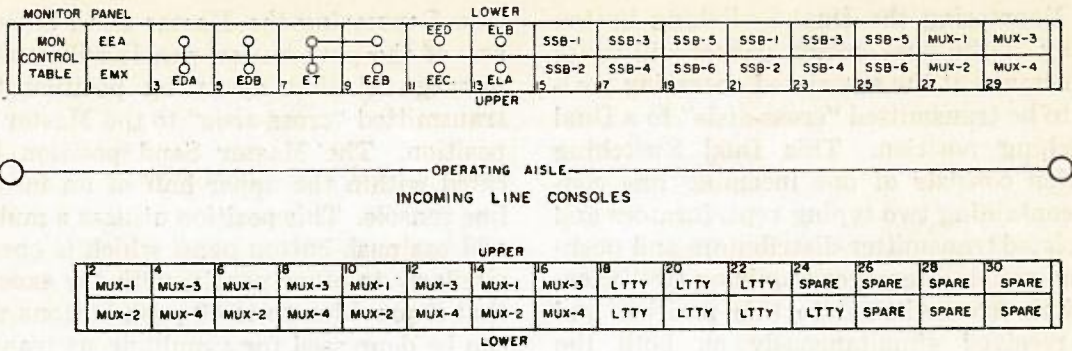 MONITOR PANEL
LOWER
MON CONTROL TABLE
EEA EED ELB SSB-1 SSB-3 SSB-5 SSB-1 SSB-3 SSB-5 MUX-1 MUX-3
EMX EDA EDB ET EEB EEC ELA SSB-2 SSB-4 SSB-6 SSB-2 SSB-4 SSB-6 MUX-2 MUX-4
1 3 5 7 9 11 13 15 17 19 21 23 25 27 29
UPPER
OPERATING AISLE
INCOMING LINE CONSOLES
UPPER
2 4 6 8 10 12 14 16 18 20 22 24 26 28 30
MUX-1 MUX-3 MUX-1 MUX-3 MUX-1 MUX-3 MUX-1 MUX-3 LTTY LTTY LTTY SPARE SPARE SPARE SPARE
MUX-2 MUX-4 MUX-2 MUX-4 MUX-2 MUX-4 MUX-2 MUX-4 LTTY LTTY LTTY LTTY SPARE SPARE SPARE
LOWER